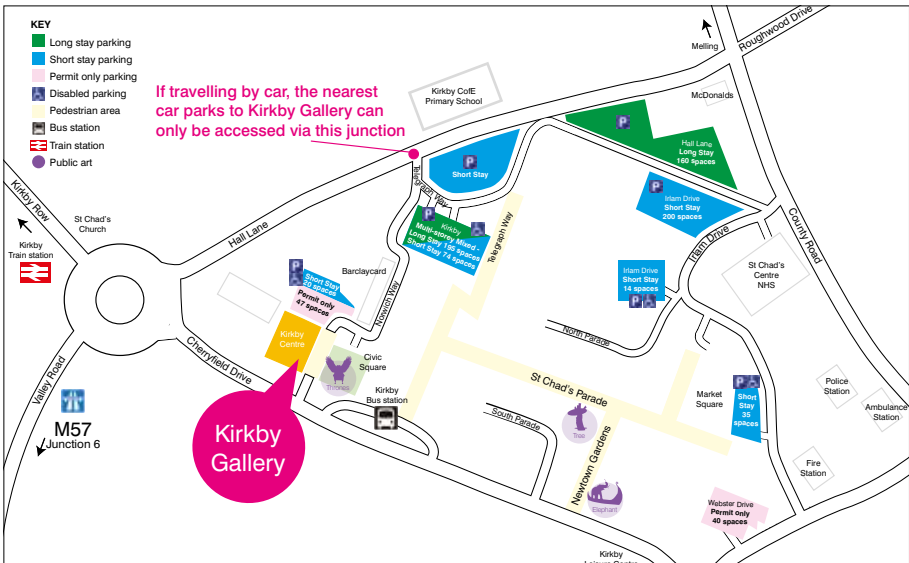 KEY
Long stay parking
Short stay parking
Permit only parking
Disabled parking
Pedestrian area
Bus station
Train station
Public art
If travelling by car, the nearest
car parks to Kirkby Gallery can
only be accessed via this junction
Kirkby CofE
Primary School
Melling
Roughwood Drive
McDonalds
P
Hall Lane
Long Stay
160 spaces
P
Short Stay
Telegraph Way
P
Kirkby
Multi-storey Mixed -
Long Stay 195 spaces
Short Stay 74 spaces
Telegraph Way
P
Irlam Drive
Short Stay
200 spaces
Irlam Drive
County Road
Kirkby Row
St Chad's
Church
Kirkby
Train station
Hall Lane
Barclaycard
P
Short Stay
20 spaces
Permit only
47 spaces
Norwich Way
Irlam Drive
Short Stay
14 spaces
P
St Chad's
Centre
NHS
Kirkby
Centre
Civic
Square
Thrones
North Parade
Cherryfield Drive
Valley Road
M57
Junction 6
Kirkby
Gallery
Kirkby
Bus station
St Chad's Parade
South Parade
Tree
Newtown Gardens
Elephant
Market
Square
P
Short
Stay
35
spaces
Police
Station
Ambulance
Station
Fire
Station
Webster Drive
Permit only
40 spaces
Kirkby
Leisure Centre